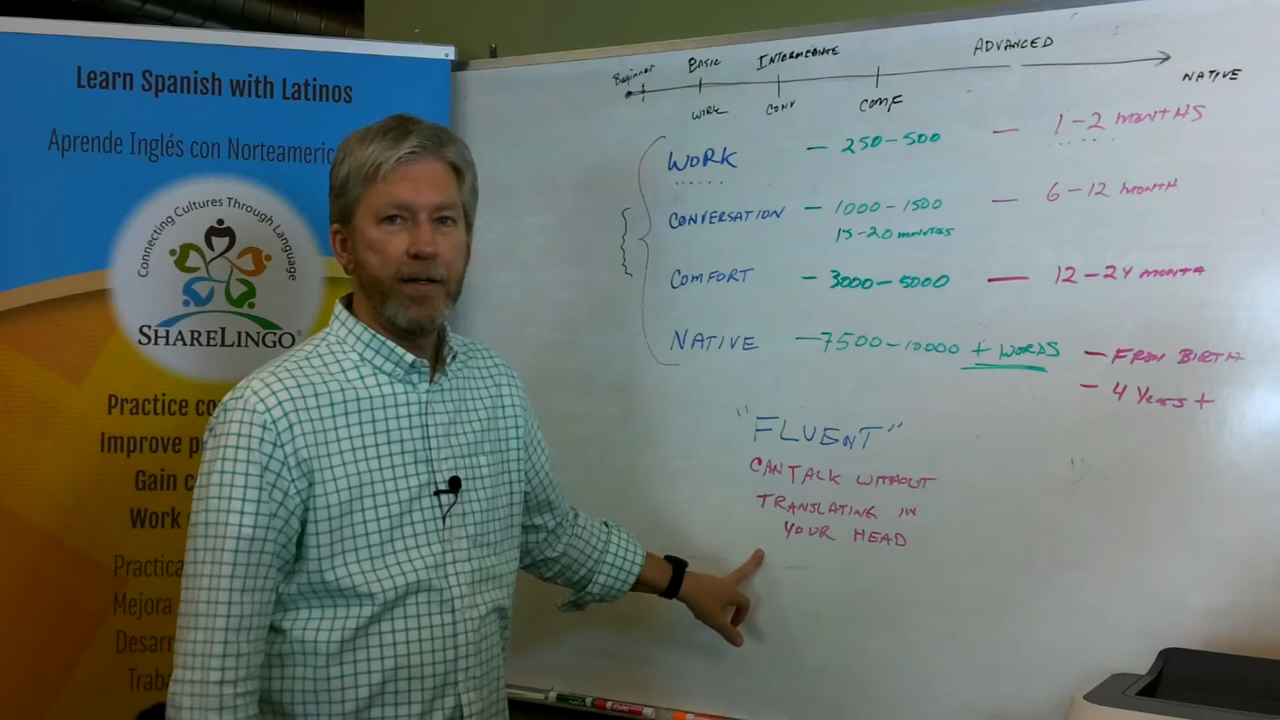 Learn Spanish with Latinos
Aprende Inglés con Norteameric
Connecting Cultures Through Language
SHARELINGO
Practice
Improve
Gain
Work
Practica
Mejora
Beginner BASIC INTERMEDIATE ADVANCED
WORK CONV COMF NATIVE
WORK — 250-500 — 1-2 MONTHS
CONVERSATION — 1000-1500 — 6-12 MONTH
15-20 MINUTES
COMFORT — 3000-5000 — 12-24 MONTH
NATIVE — 7500-10000 + WORDS — FROM BIRTH
— 4 Years +
"FLUENT"
CAN TALK WITHOUT
TRANSLATING IN
YOUR HEAD